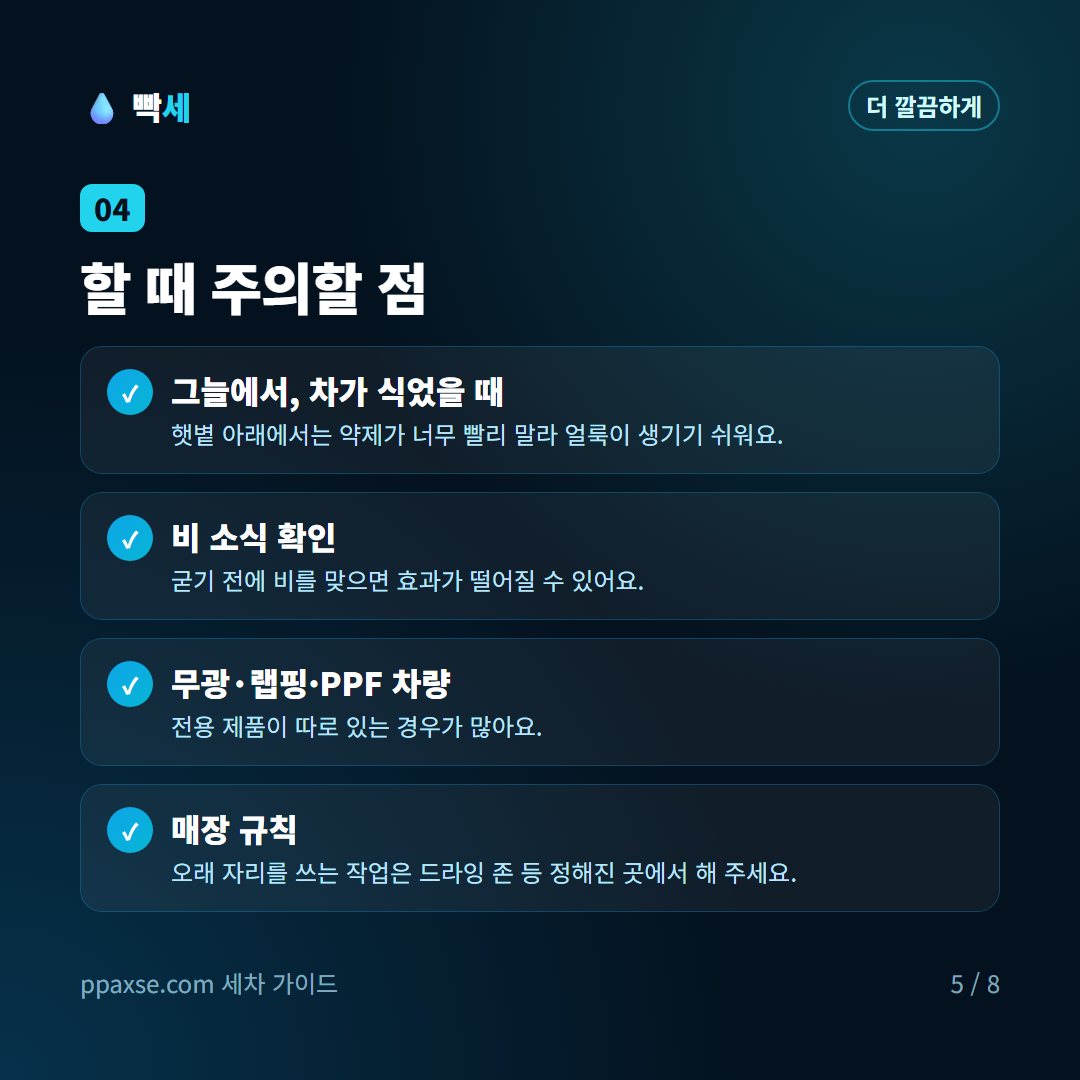 빡세
더 깔끔하게
04
할 때 주의할 점
그늘에서, 차가 식었을 때
햇볕 아래에서는 약제가 너무 빨리 말라 얼룩이 생기기 쉬워요.
비 소식 확인
굳기 전에 비를 맞으면 효과가 떨어질 수 있어요.
무광·랩핑·PPF 차량
전용 제품이 따로 있는 경우가 많아요.
매장 규칙
오래 자리를 쓰는 작업은 드라잉 존 등 정해진 곳에서 해 주세요.
ppaxse.com 세차 가이드
5 / 8